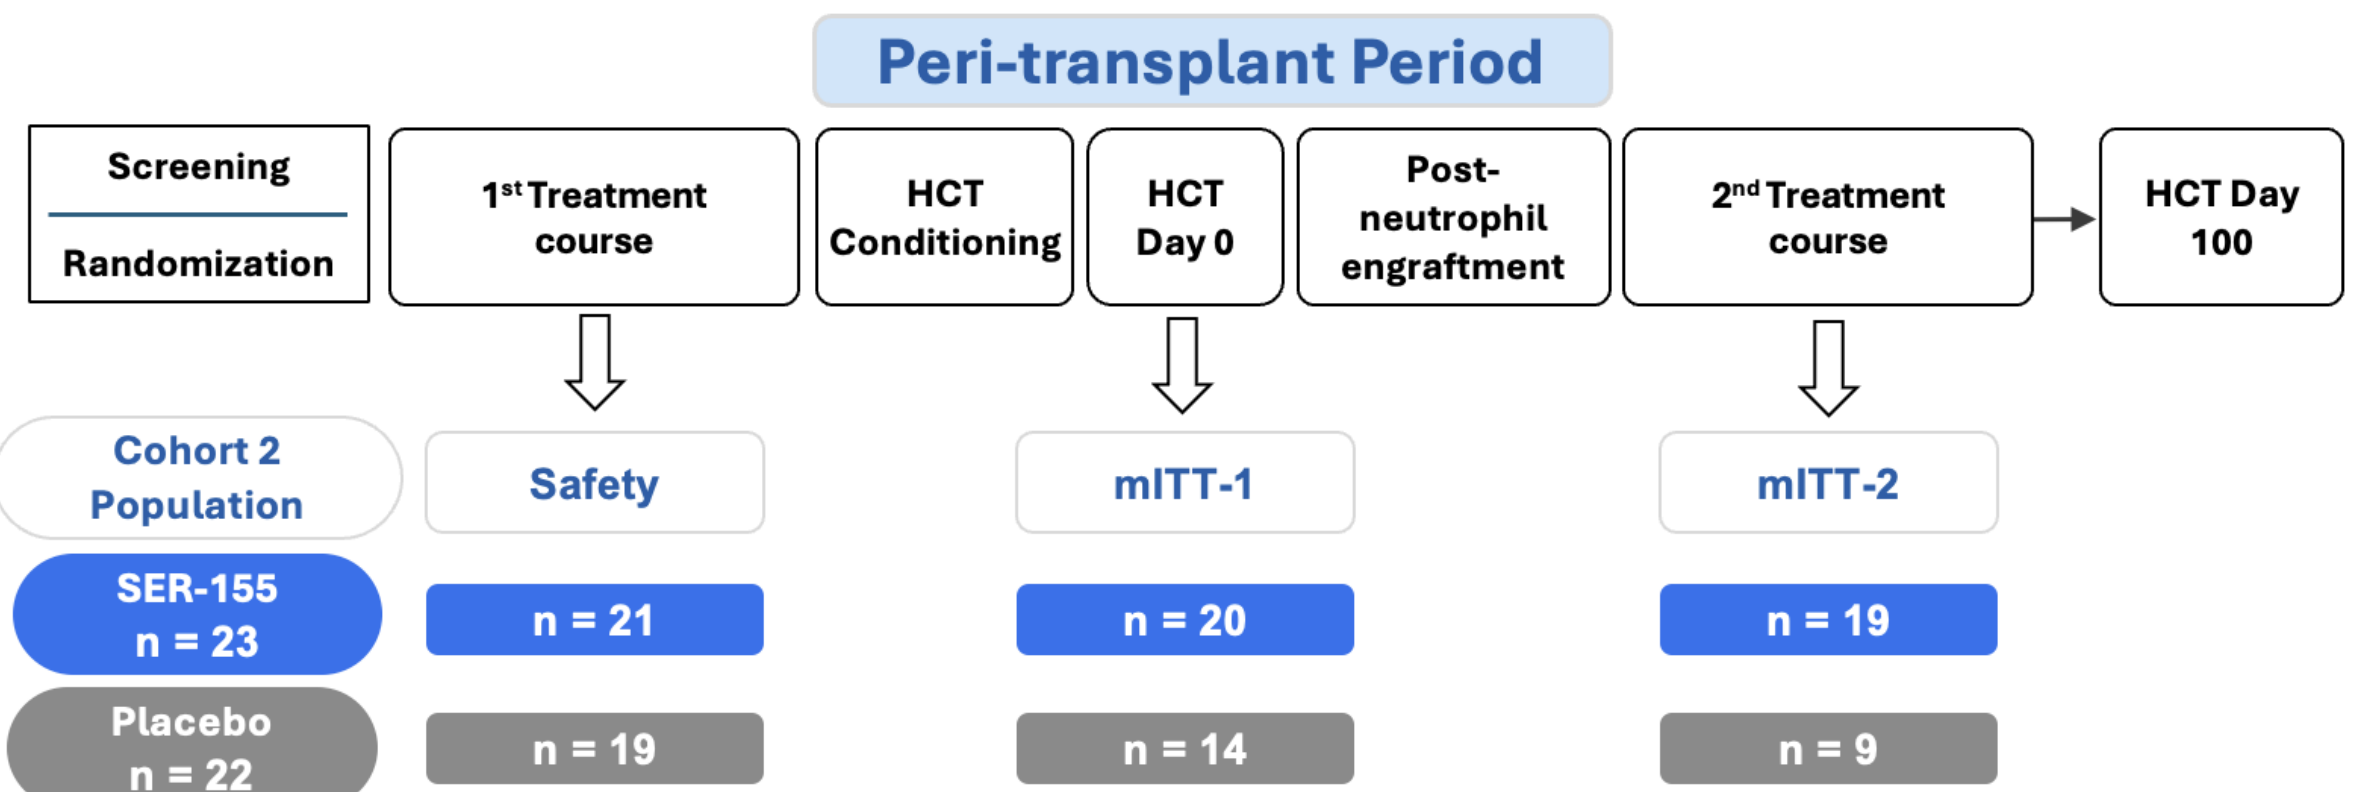 Peri-transplant Period
Screening
Randomization
1st Treatment
course
HCT
Conditioning
HCT
Day 0
Post-
neutrophil
engraftment
2nd Treatment
course
HCT Day
100
Cohort 2
Population
Safety
mITT-1
mITT-2
SER-155
n = 23
n = 21
n = 20
n = 19
Placebo
n = 22
n = 19
n = 14
n = 9